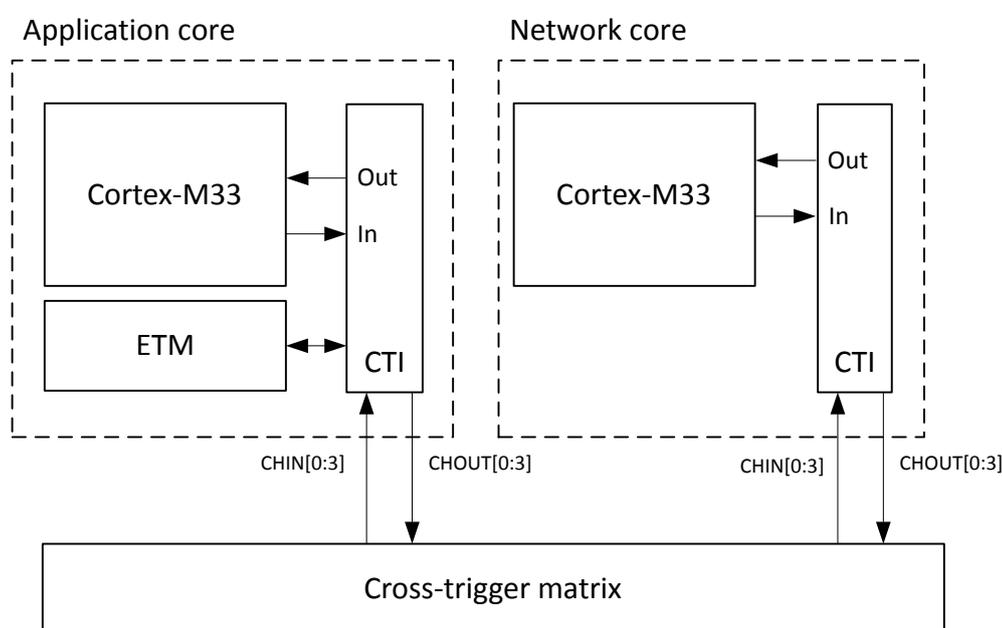 Application core
Network core
Cortex-M33
Out
In
ETM
CTI
Cortex-M33
Out
In
CTI
CHIN[0:3]
CHOUT[0:3]
CHIN[0:3]
CHOUT[0:3]
Cross-trigger matrix